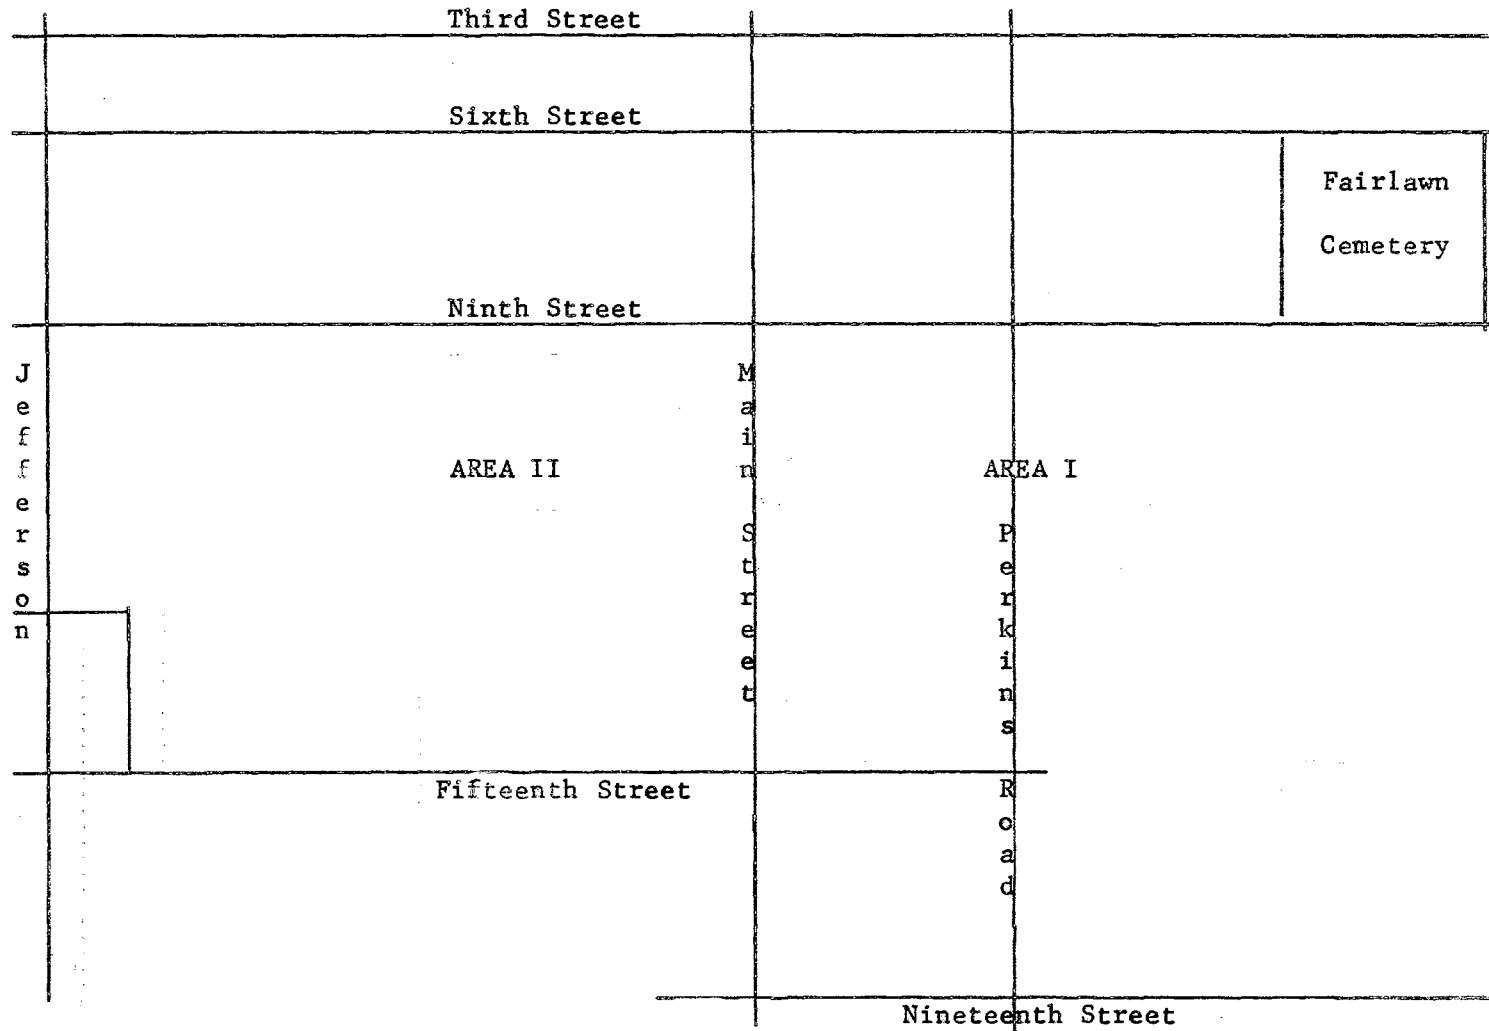 Third Street
Sixth Street
Fairlawn
Cemetery
Ninth Street
Jefferson
Main Street
AREA II
AREA I
Perkins Road
Fifteenth Street
Nineteenth Street